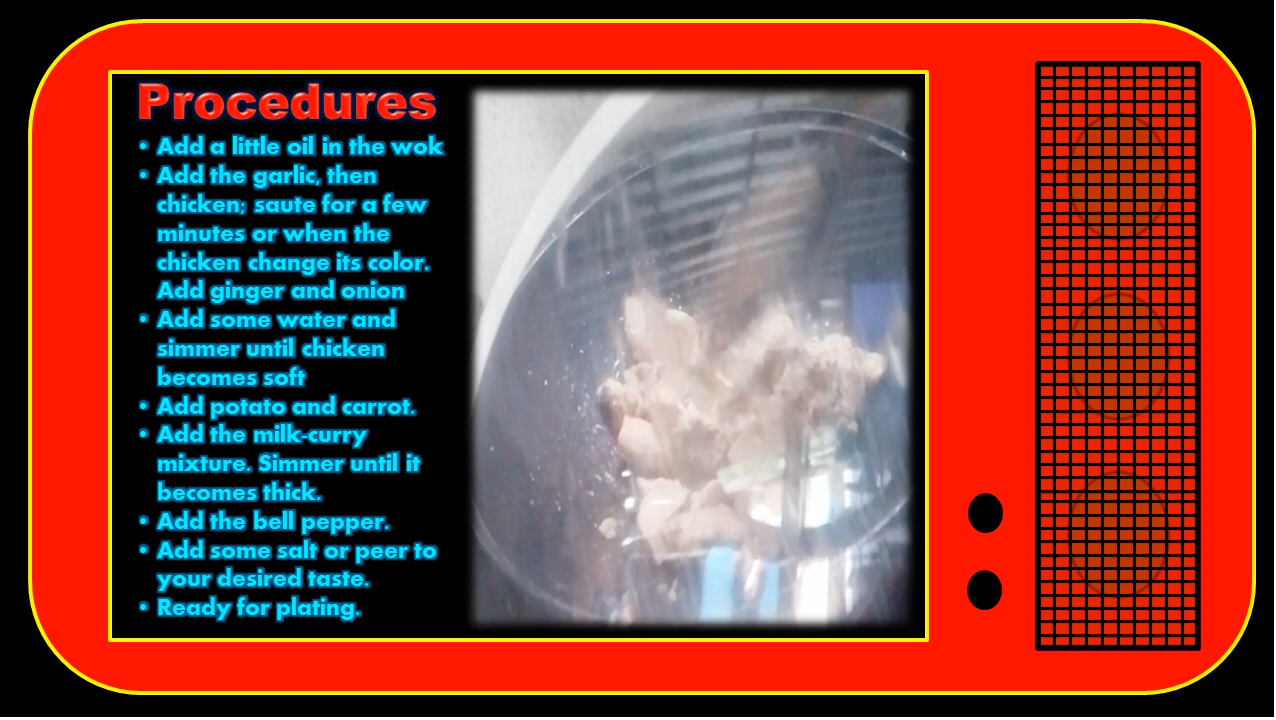 Procedures
• Add a little oil in the wok
• Add the garlic, then
chicken; saute for a few
minutes or when the
chicken change its color.
Add ginger and onion
• Add some water and
simmer until chicken
becomes soft
• Add potato and carrot.
• Add the milk-curry
mixture. Simmer until it
becomes thick.
• Add the bell pepper.
• Add some salt or peer to
your desired taste.
• Ready for plating.